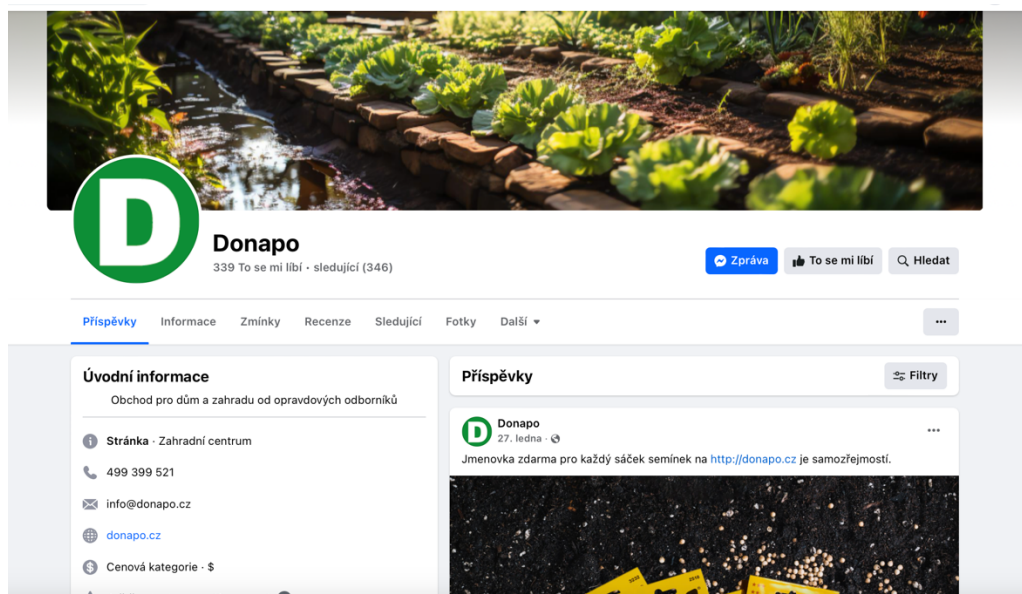 D
Donapo
339 To se mi líbí · sledující (346)
Zpráva
To se mi líbí
Hledat
Příspěvky
Informace
Zmínky
Recenze
Sledující
Fotky
Další
Úvodní informace
Obchod pro dům a zahradu od opravdových odborníků
Stránka · Zahradní centrum
499 399 521
info@donapo.cz
donapo.cz
Cenová kategorie · $
Příspěvky
Filtry
D
Donapo
27. ledna ·
Jmenovka zdarma pro každý sáček semínek na http://donapo.cz je samozřejmostí.